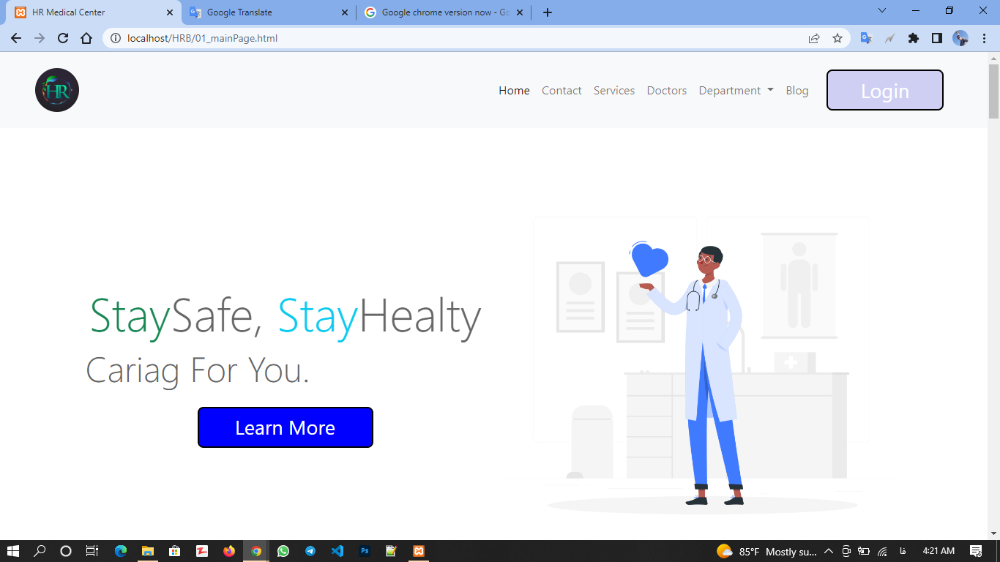 HR Medical Center
Google Translate
Google chrome version now - Go
localhost/HRB/01_mainPage.html
HR
Home Contact Services Doctors Department Blog Login
StaySafe, StayHealty
Cariag For You.
Learn More
85°F Mostly su... فا 4:21 AM